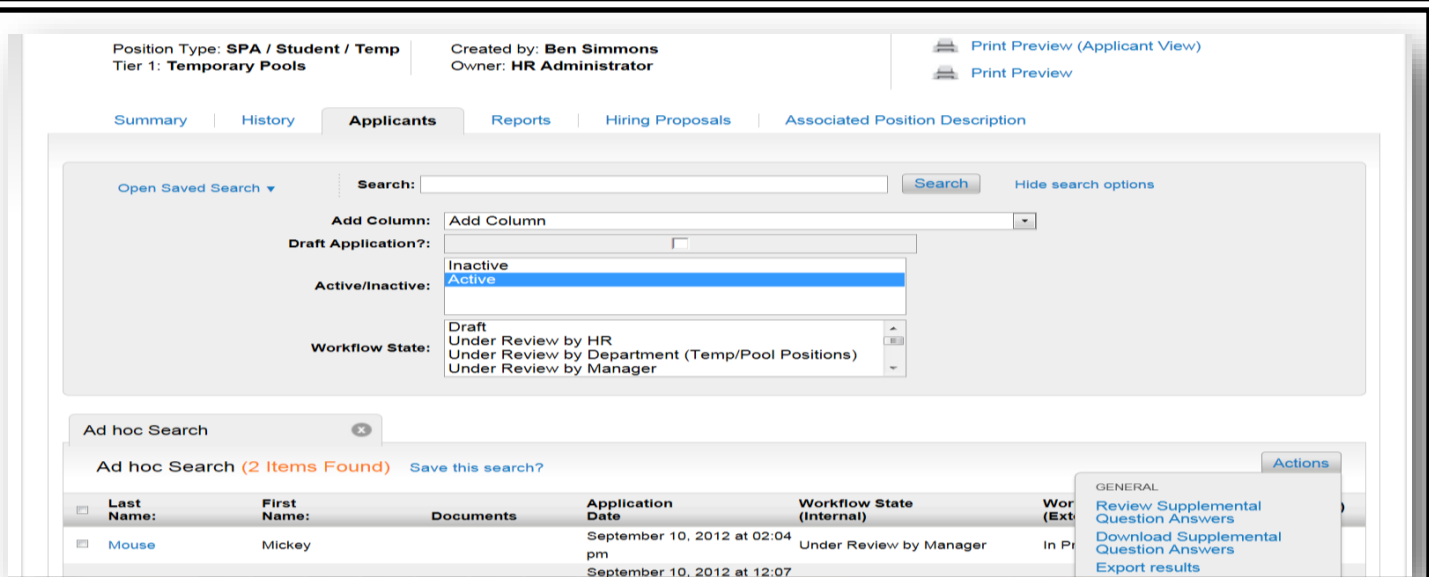 Position Type: SPA / Student / Temp
Tier 1: Temporary Pools
Created by: Ben Simmons
Owner: HR Administrator
Print Preview (Applicant View)
Print Preview
Summary
History
Applicants
Reports
Hiring Proposals
Associated Position Description
Open Saved Search
Search:
Search
Hide search options
Add Column: Add Column
Draft Application?:
Active/Inactive:
Inactive
Active
Workflow State:
Draft
Under Review by HR
Under Review by Department (Temp/Pool Positions)
Under Review by Manager
Ad hoc Search
Ad hoc Search (2 Items Found) Save this search?
Actions
GENERAL
Review Supplemental
Question Answers
Download Supplemental
Question Answers
Export results
Last
Name:
First
Name:
Documents
Application
Date
Workflow State
(Internal)
Mouse
Mickey
September 10, 2012 at 02:04
pm
Under Review by Manager
September 10, 2012 at 12:07